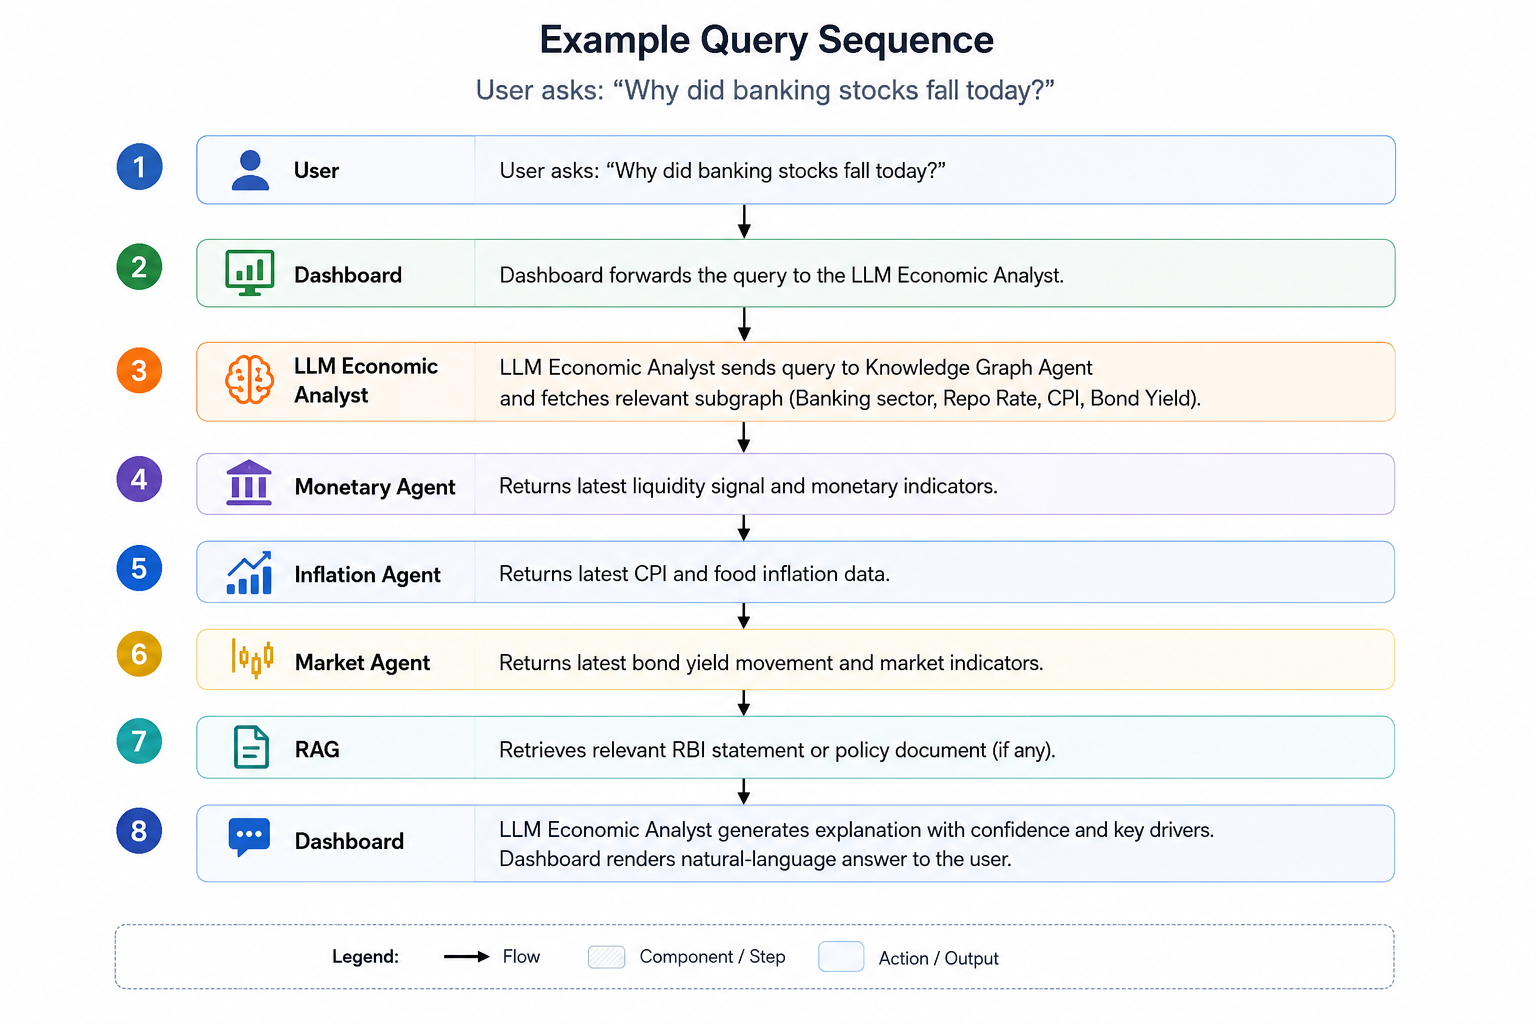 Example Query Sequence
User asks: “Why did banking stocks fall today?”
1
User
User asks: “Why did banking stocks fall today?”
2
Dashboard
Dashboard forwards the query to the LLM Economic Analyst.
3
LLM Economic
Analyst
LLM Economic Analyst sends query to Knowledge Graph Agent
and fetches relevant subgraph (Banking sector, Repo Rate, CPI, Bond Yield).
4
Monetary Agent
Returns latest liquidity signal and monetary indicators.
5
Inflation Agent
Returns latest CPI and food inflation data.
6
Market Agent
Returns latest bond yield movement and market indicators.
7
RAG
Retrieves relevant RBI statement or policy document (if any).
8
Dashboard
LLM Economic Analyst generates explanation with confidence and key drivers.
Dashboard renders natural-language answer to the user.
Legend:
Flow
Component / Step
Action / Output